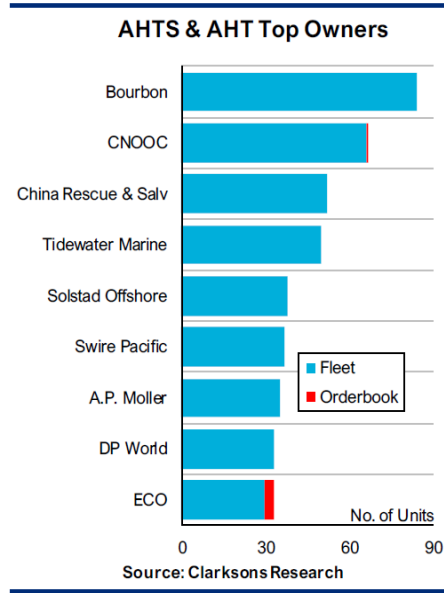 AHTS & AHT Top Owners
Bourbon
CNOOC
China Rescue & Salv
Tidewater Marine
Solstad Offshore
Swire Pacific
Fleet
A.P. Moller
Orderbook
DP World
ECO
No. of Units
0 30 60 90
Source: Clarksons Research